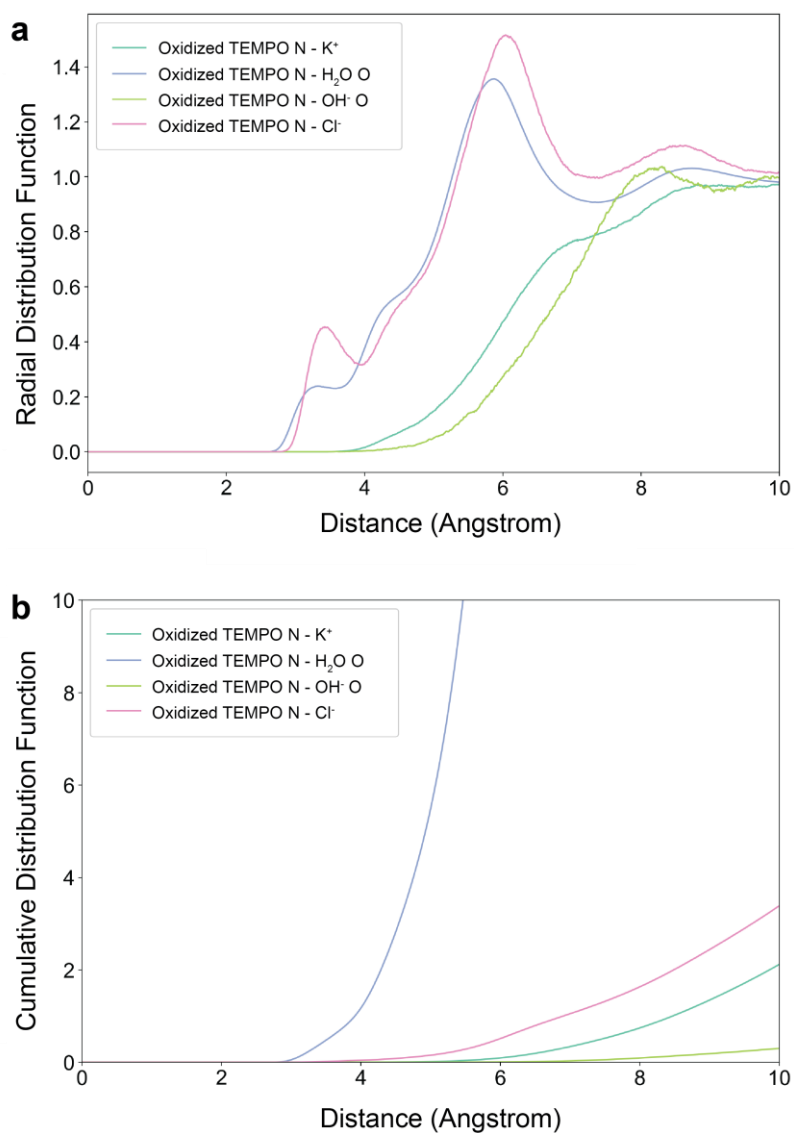 a
Oxidized TEMPO N - K⁺
Oxidized TEMPO N - H₂O O
Oxidized TEMPO N - OH⁻ O
Oxidized TEMPO N - Cl⁻
Radial Distribution Function
1.4
1.2
1.0
0.8
0.6
0.4
0.2
0.0
0 2 4 6 8 10
Distance (Angstrom)
b
Oxidized TEMPO N - K⁺
Oxidized TEMPO N - H₂O O
Oxidized TEMPO N - OH⁻ O
Oxidized TEMPO N - Cl⁻
Cumulative Distribution Function
10
8
6
4
2
0
0 2 4 6 8 10
Distance (Angstrom)